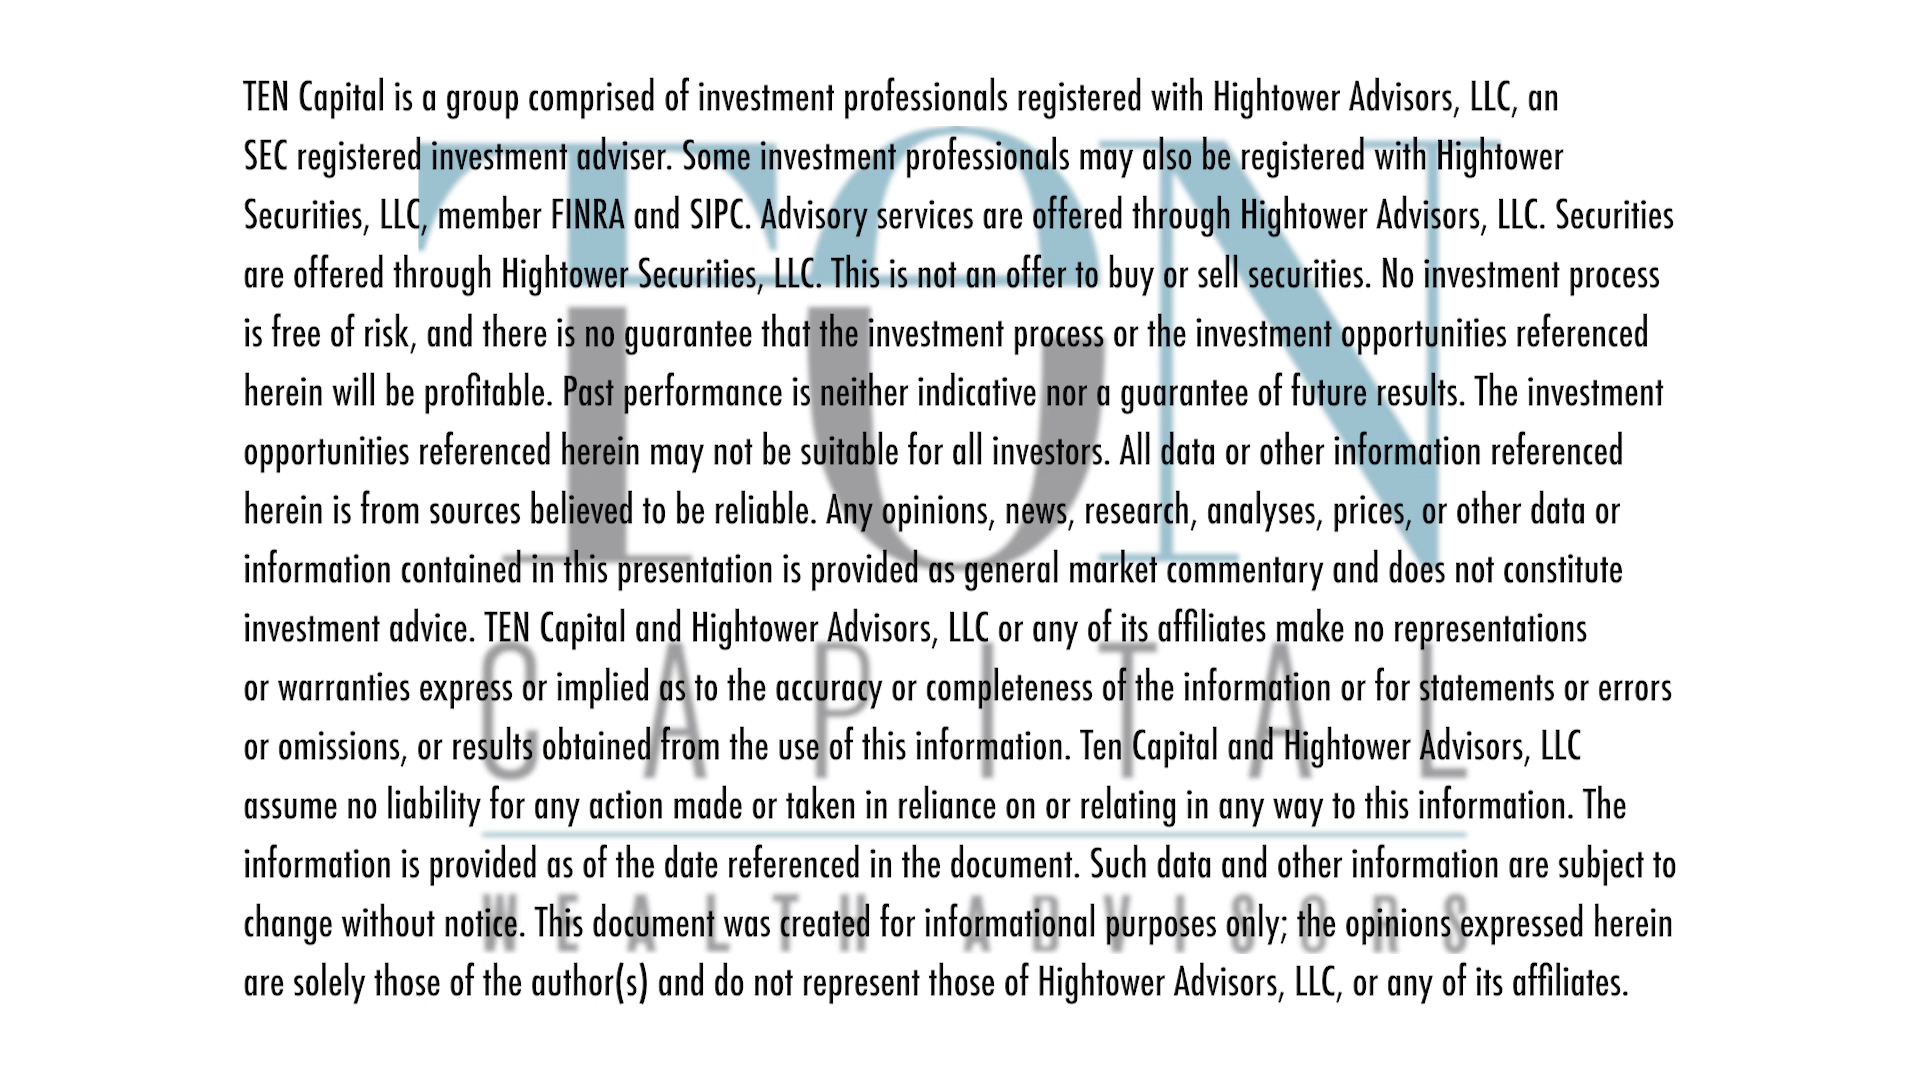 TEN Capital is a group comprised of investment professionals registered with Hightower Advisors, LLC, an
SEC registered investment adviser. Some investment professionals may also be registered with Hightower
Securities, LLC, member FINRA and SIPC. Advisory services are offered through Hightower Advisors, LLC. Securities
are offered through Hightower Securities, LLC. This is not an offer to buy or sell securities. No investment process
is free of risk, and there is no guarantee that the investment process or the investment opportunities referenced
herein will be profitable. Past performance is neither indicative nor a guarantee of future results. The investment
opportunities referenced herein may not be suitable for all investors. All data or other information referenced
herein is from sources believed to be reliable. Any opinions, news, research, analyses, prices, or other data or
information contained in this presentation is provided as general market commentary and does not constitute
investment advice. TEN Capital and Hightower Advisors, LLC or any of its affiliates make no representations
or warranties express or implied as to the accuracy or completeness of the information or for statements or errors
or omissions, or results obtained from the use of this information. Ten Capital and Hightower Advisors, LLC
assume no liability for any action made or taken in reliance on or relating in any way to this information. The
information is provided as of the date referenced in the document. Such data and other information are subject to
change without notice. This document was created for informational purposes only; the opinions expressed herein
are solely those of the author(s) and do not represent those of Hightower Advisors, LLC, or any of its affiliates.
TEN
CAPITAL
WEALTH ADVISORS